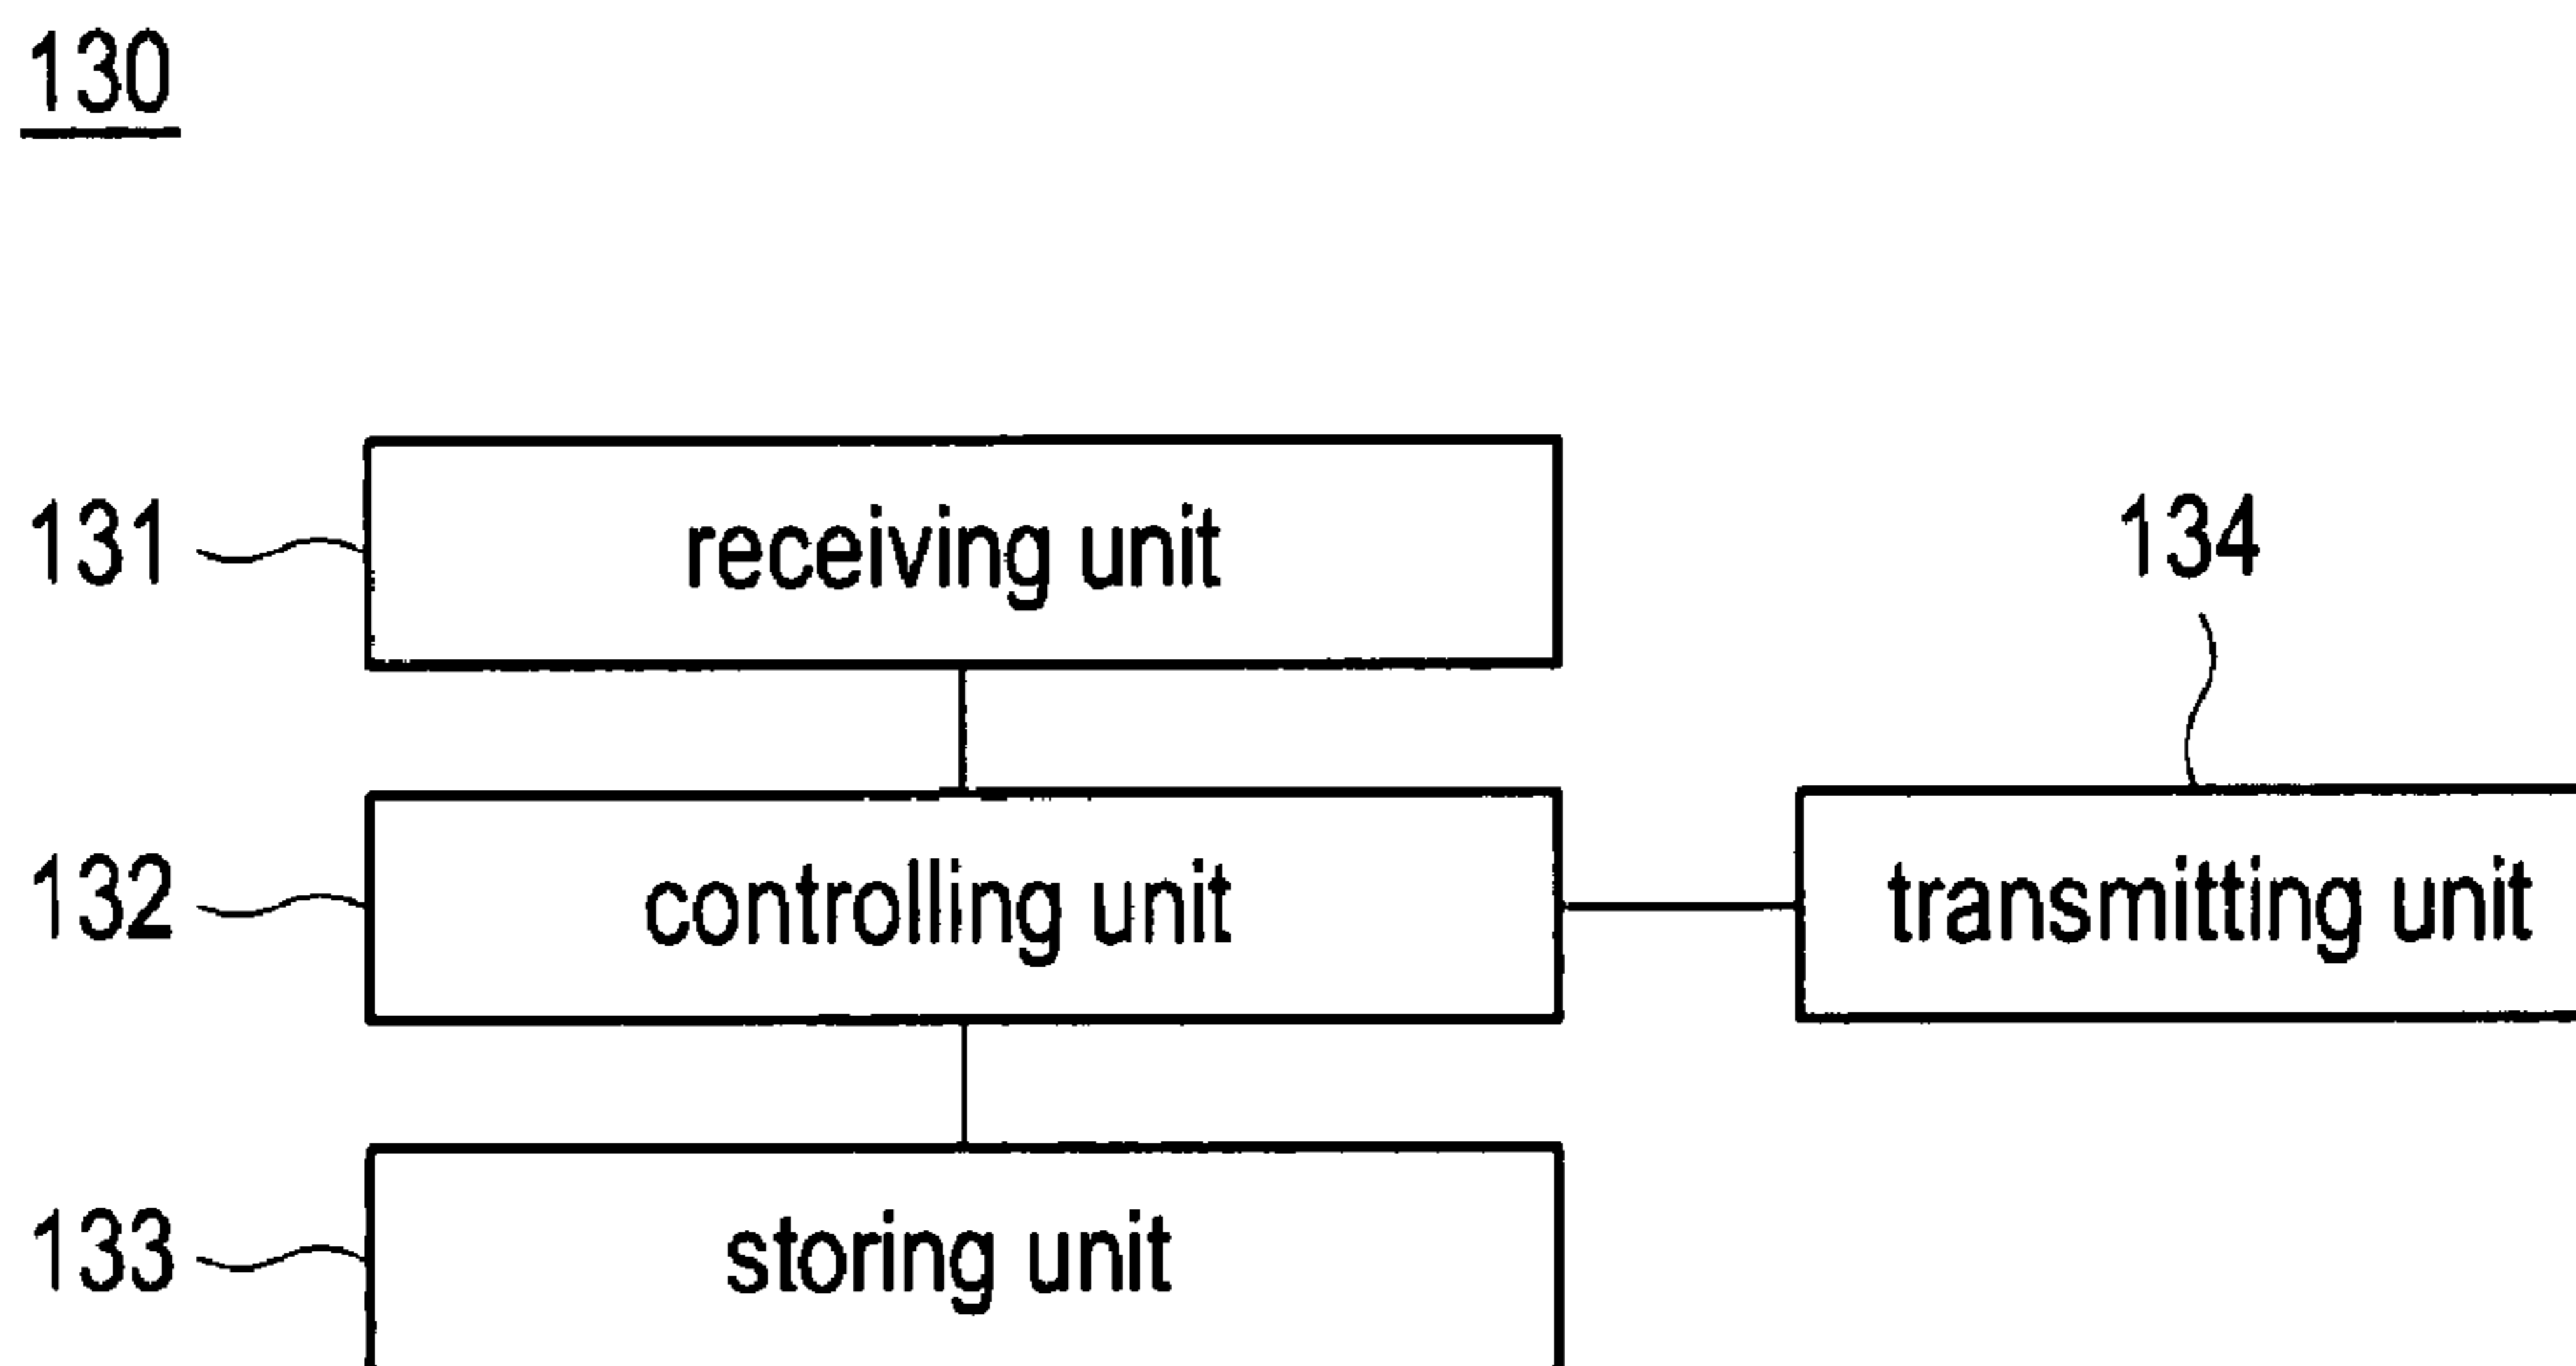 130
131 receiving unit
134
132 controlling unit transmitting unit
133 storing unit